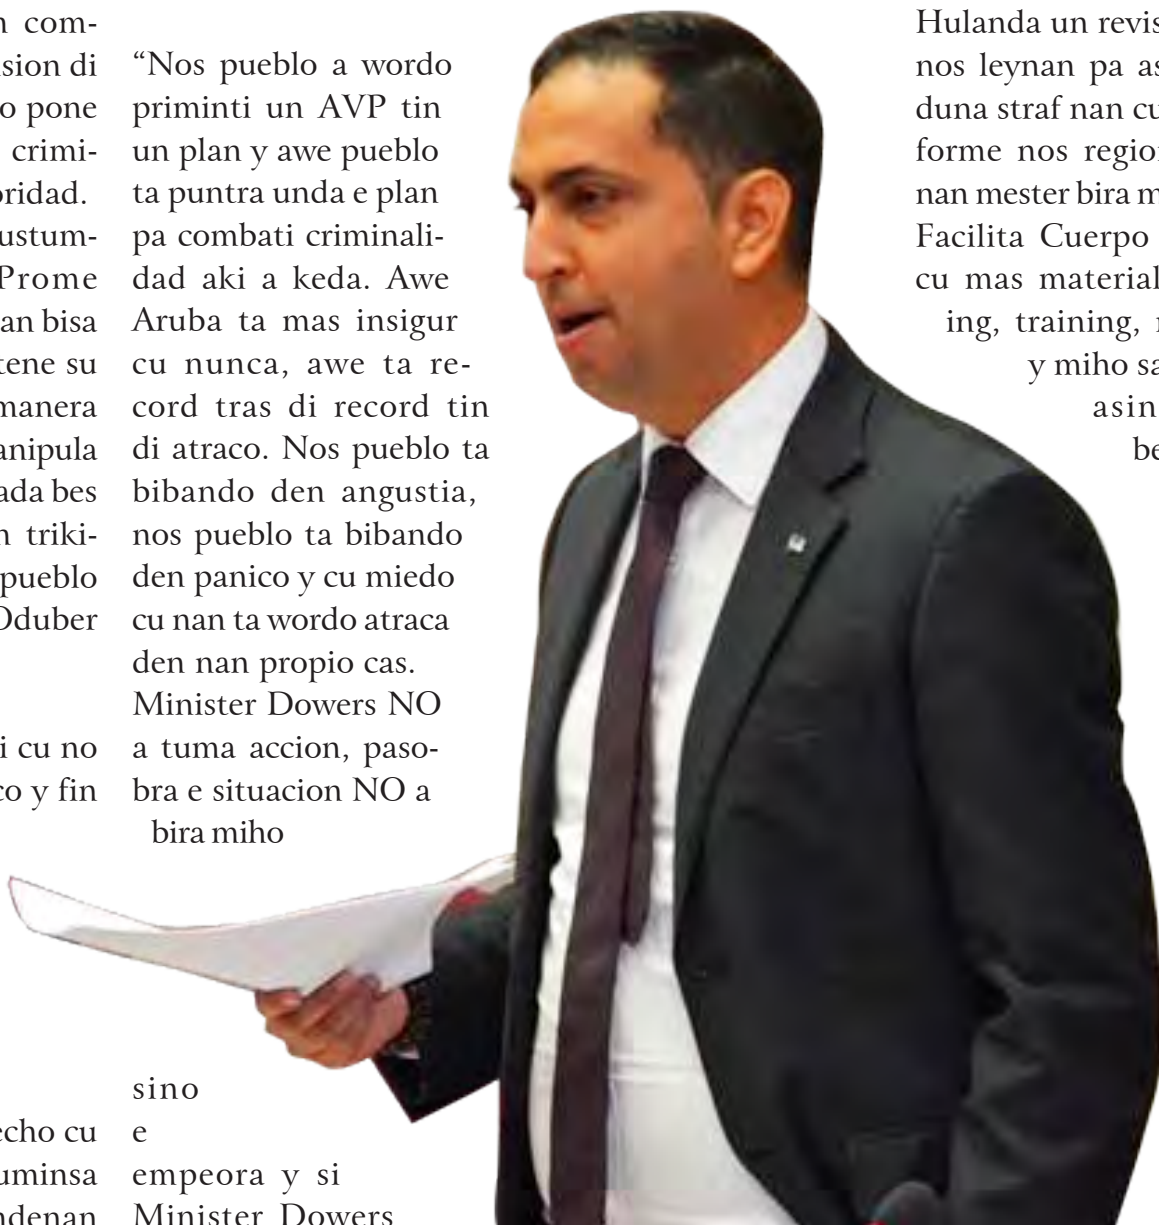 com-
sion di
o pone
crimi-
oridad.
ustum-
Prome
an bisa
tene su
manera
anipula
ada bes
triki-
pueblo
Oduber
i cu no
co y fin
echo cu
uminsa
ndenan
“Nos pueblo a wordo
priminti un AVP tin
un plan y awe pueblo
ta puntra unda e plan
pa combati criminali-
dad aki a keda. Awe
Aruba ta mas insigur
cu nunca, awe ta re-
cord tras di record tin
di atraco. Nos pueblo ta
bibando den angustia,
nos pueblo ta bibando
den panico y cu miedo
cu nan ta wordo atraca
den nan propio cas.
Minister Dowers NO
a tuma accion, paso-
bra e situacion NO a
bira miho
sino
e
empeora y si
Minister Dowers
Hulanda un revis
nos leynan pa as
duna straf nan cu
forme nos regio
nan mester bira m
Facilita Cuerpo
cu mas material
ing, training,
y miho sa
asin
be